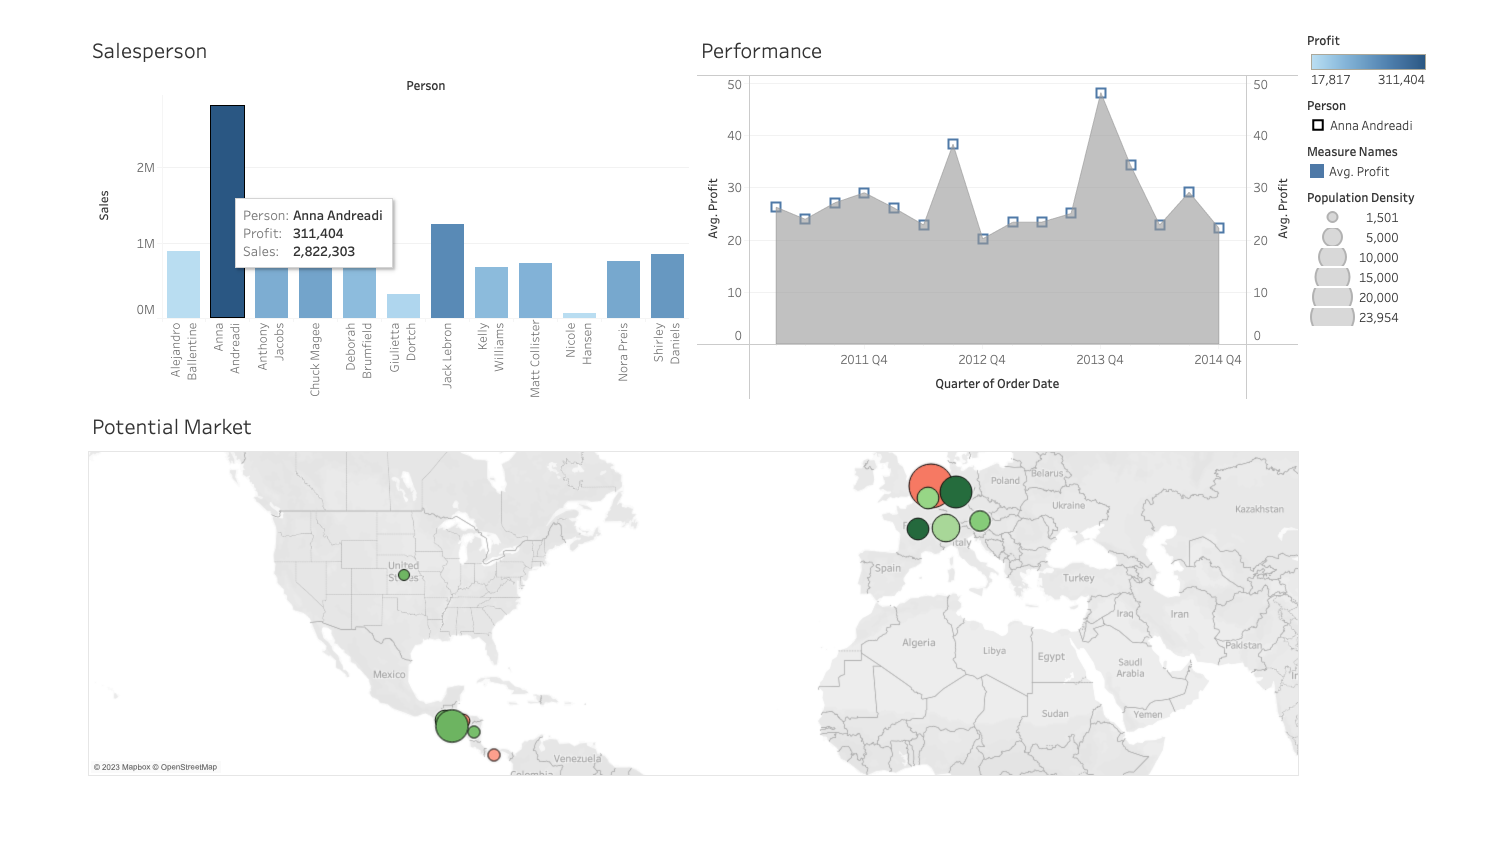 Salesperson
Person
Sales
2M
1M
0M
Person: Anna Andreadi
Profit: 311,404
Sales: 2,822,303
Alejandro
Ballentine
Anna
Andreadi
Anthony
Jacobs
Chuck Magee
Deborah
Brumfield
Giulietta
Dortch
Jack Lebron
Kelly
Williams
Matt Collister
Nicole
Hansen
Nora Preis
Shirley
Daniels
Performance
Avg. Profit
50
40
30
20
10
0
50
40
30
20
10
0
Avg. Profit
2011 Q4
2012 Q4
2013 Q4
2014 Q4
Quarter of Order Date
Profit
17,817 311,404
Person
Anna Andreadi
Measure Names
Avg. Profit
Population Density
1,501
5,000
10,000
15,000
20,000
23,954
Potential Market
United
Mexico
Venezuela
Colombia
Poland
Belarus
Ukraine
Kazakhstan
Italy
Spain
Turkey
Iraq
Iran
Pakistan
Algeria
Libya
Egypt
Saudi
Arabia
Sudan
Yemen
© 2023 Mapbox © OpenStreetMap